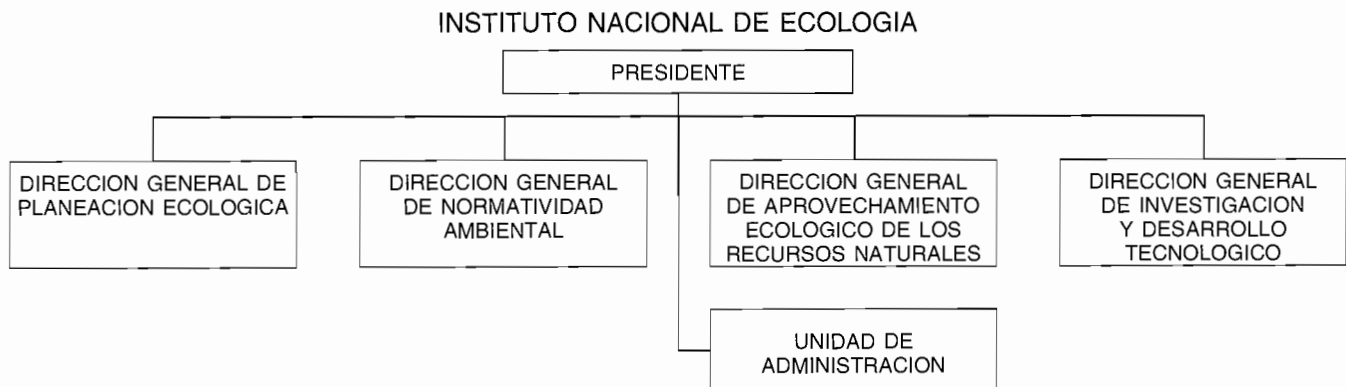 INSTITUTO NACIONAL DE ECOLOGIA
PRESIDENTE
DIRECCION GENERAL DE
PLANEACION ECOLOGICA
DIRECCION GENERAL
DE NORMATIVIDAD
AMBIENTAL
DIRECCION GENERAL
DE APROVECHAMIENTO
ECOLOGICO DE LOS
RECURSOS NATURALES
DIRECCION GENERAL
DE INVESTIGACION
Y DESARROLLO
TECNOLOGICO
UNIDAD DE
ADMINISTRACION